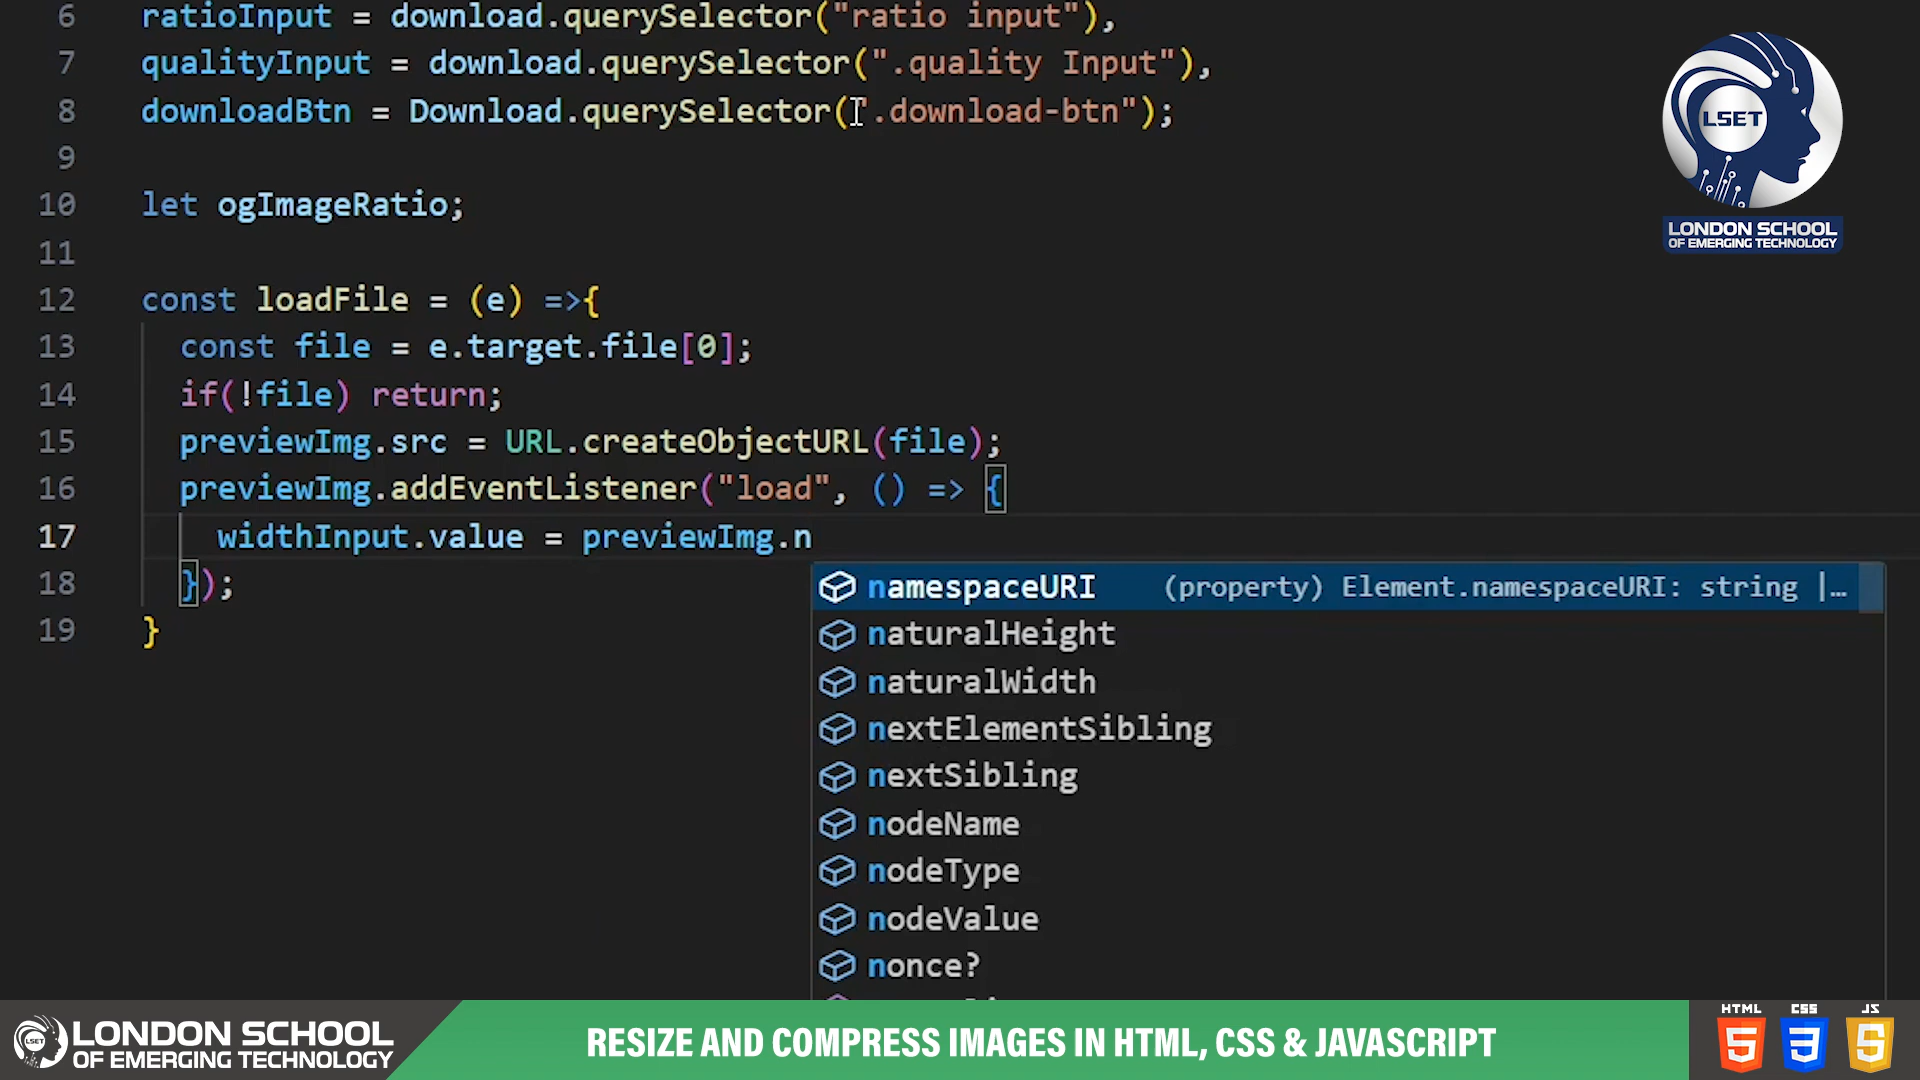 6 ratioInput = download.querySelector("ratio input"),
7 qualityInput = download.querySelector(".quality Input"),
8 downloadBtn = Download.querySelector(".download-btn");
9
10 let ogImageRatio;
11
12 const loadFile = (e) =>{
13 const file = e.target.file[0];
14 if(!file) return;
15 previewImg.src = URL.createObjectURL(file);
16 previewImg.addEventListener("load", () => {
17 widthInput.value = previewImg.n
18 });
19 }
namespaceURI (property) Element.namespaceURI: string |…
naturalHeight
naturalWidth
nextElementSibling
nextSibling
nodeName
nodeType
nodeValue
nonce?
LSET
LONDON SCHOOL
OF EMERGING TECHNOLOGY
LSET
LONDON SCHOOL
OF EMERGING TECHNOLOGY
RESIZE AND COMPRESS IMAGES IN HTML, CSS & JAVASCRIPT
HTML CSS JS
5 3 S